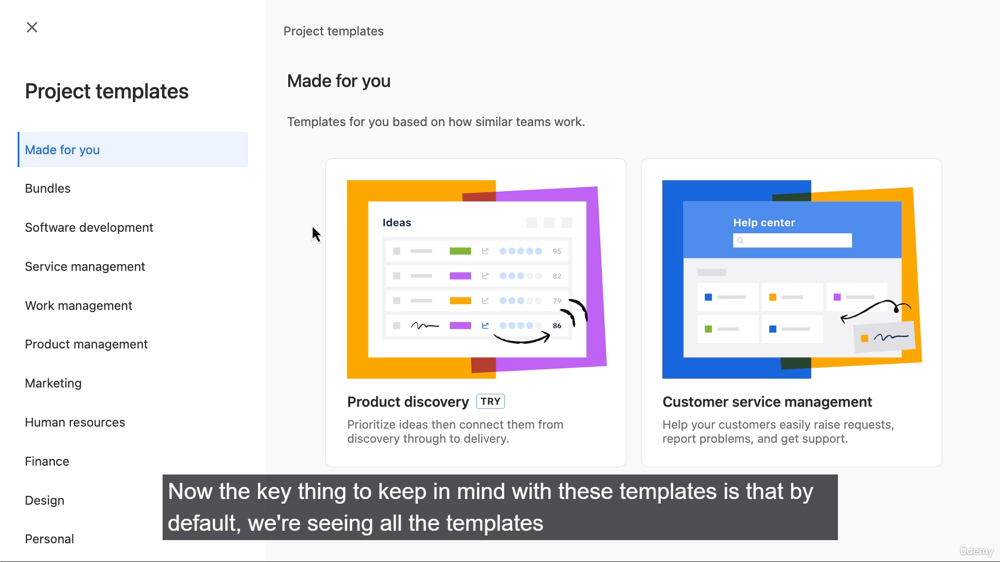 Project templates
Made for you
Bundles
Software development
Service management
Work management
Product management
Marketing
Human resources
Finance
Design
Personal
Project templates
Made for you
Templates for you based on how similar teams work.
Ideas
95
82
79
86
Product discovery TRY
Prioritize ideas then connect them from
discovery through to delivery.
Help center
Customer service management
Help your customers easily raise requests,
report problems, and get support.
Now the key thing to keep in mind with these templates is that by
default, we're seeing all the templates
ûdemy